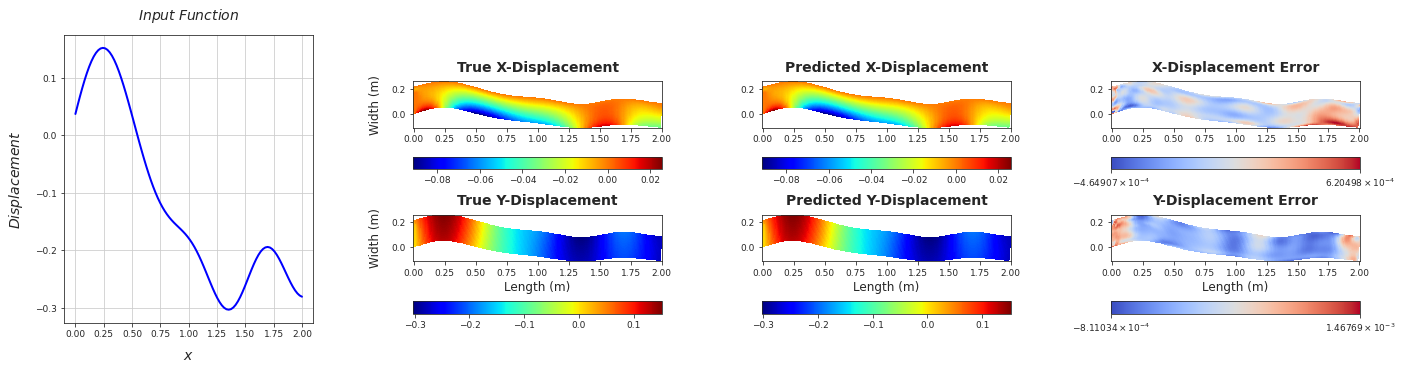 Input Function
Displacement
0.1
0.0
−0.1
−0.2
−0.3
0.00 0.25 0.50 0.75 1.00 1.25 1.50 1.75 2.00
x
True X-Displacement
Width (m)
0.2
0.0
0.00 0.25 0.50 0.75 1.00 1.25 1.50 1.75 2.00
−0.08 −0.06 −0.04 −0.02 0.00 0.02
Predicted X-Displacement
0.2
0.0
0.00 0.25 0.50 0.75 1.00 1.25 1.50 1.75 2.00
−0.08 −0.06 −0.04 −0.02 0.00 0.02
X-Displacement Error
0.2
0.0
0.00 0.25 0.50 0.75 1.00 1.25 1.50 1.75 2.00
−4.64907 × 10⁻⁴ 6.20498 × 10⁻⁴
True Y-Displacement
Width (m)
0.2
0.0
0.00 0.25 0.50 0.75 1.00 1.25 1.50 1.75 2.00
Length (m)
−0.3 −0.2 −0.1 0.0 0.1
Predicted Y-Displacement
0.2
0.0
0.00 0.25 0.50 0.75 1.00 1.25 1.50 1.75 2.00
Length (m)
−0.3 −0.2 −0.1 0.0 0.1
Y-Displacement Error
0.2
0.0
0.00 0.25 0.50 0.75 1.00 1.25 1.50 1.75 2.00
Length (m)
−8.11034 × 10⁻⁴ 1.46769 × 10⁻³